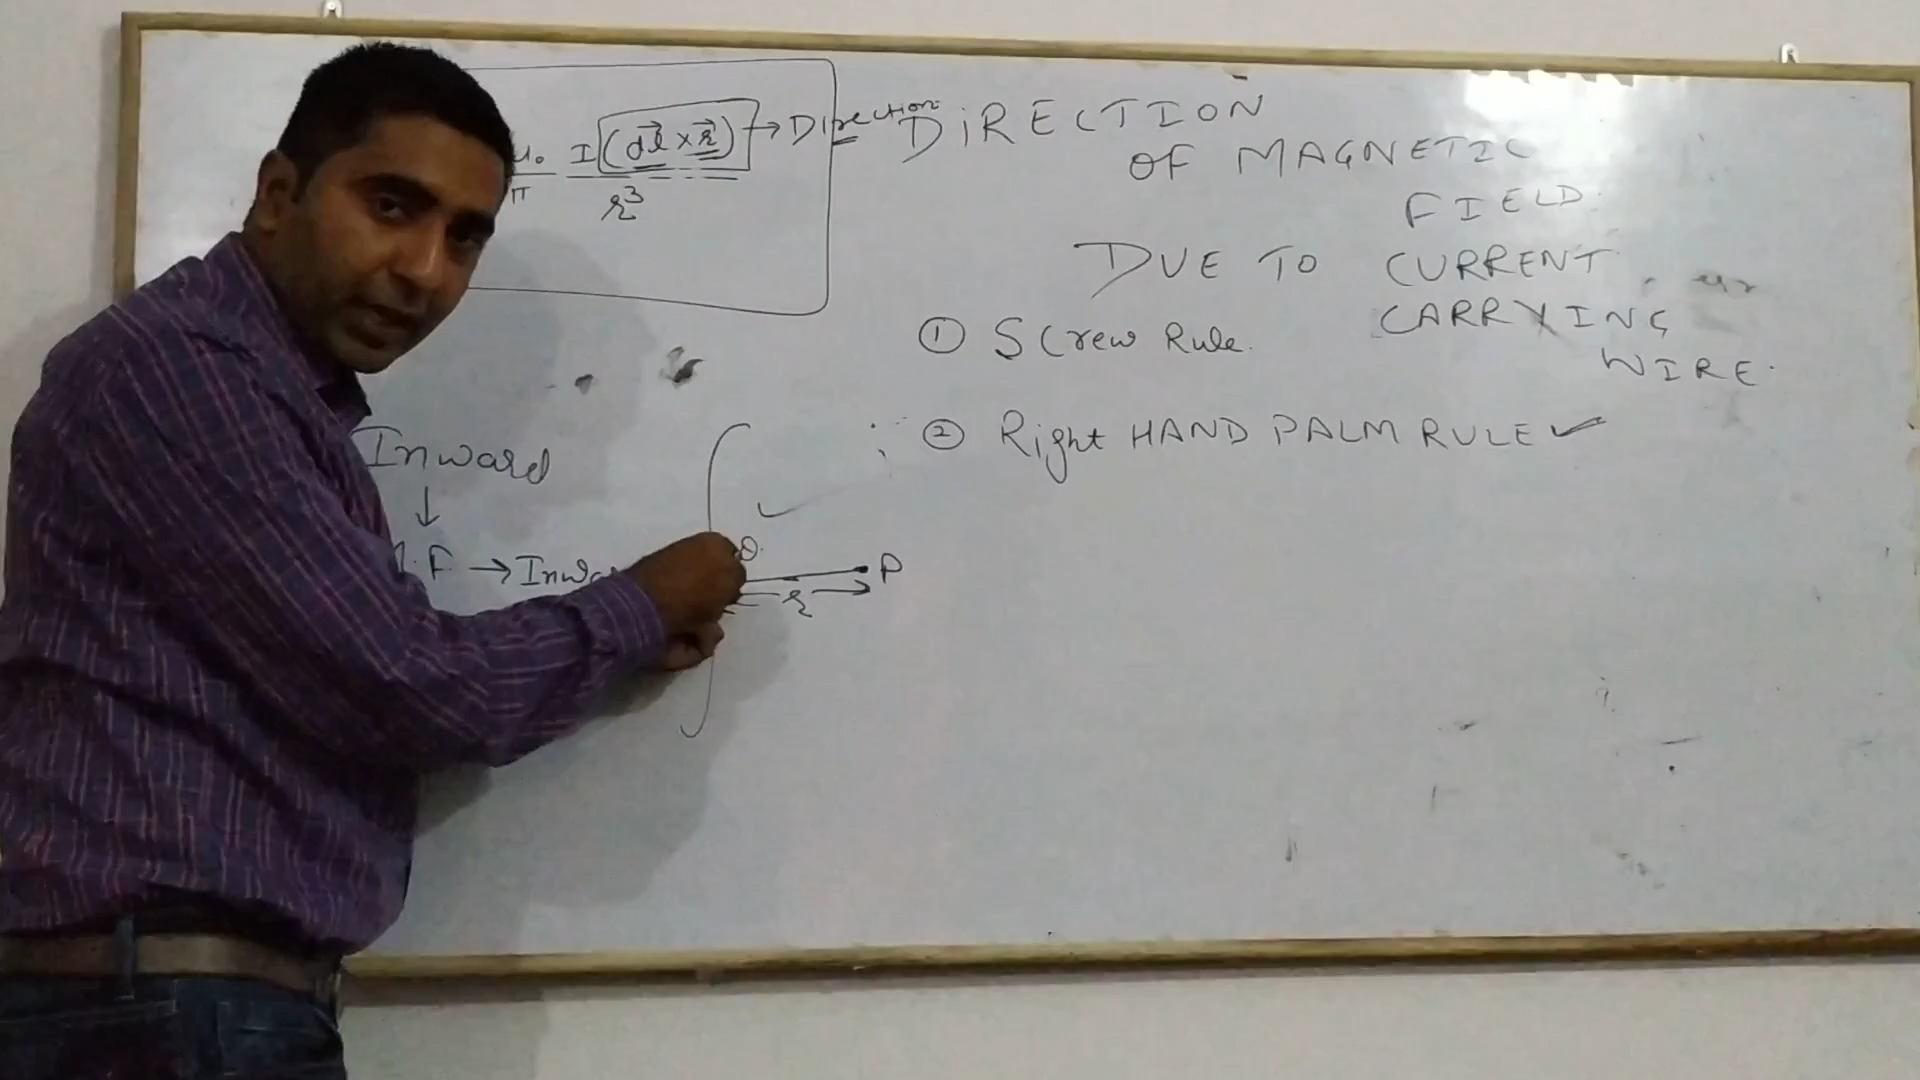 μ₀ I(dl⃗ × r⃗) → Direction
π r³
DIRECTION
OF MAGNETIC
FIELD.
DUE TO CURRENT
CARRYING
WIRE.
① Screw Rule.
② Right HAND PALM RULE ✓
Inward
↓
M.F → Inwa
θ
P
r